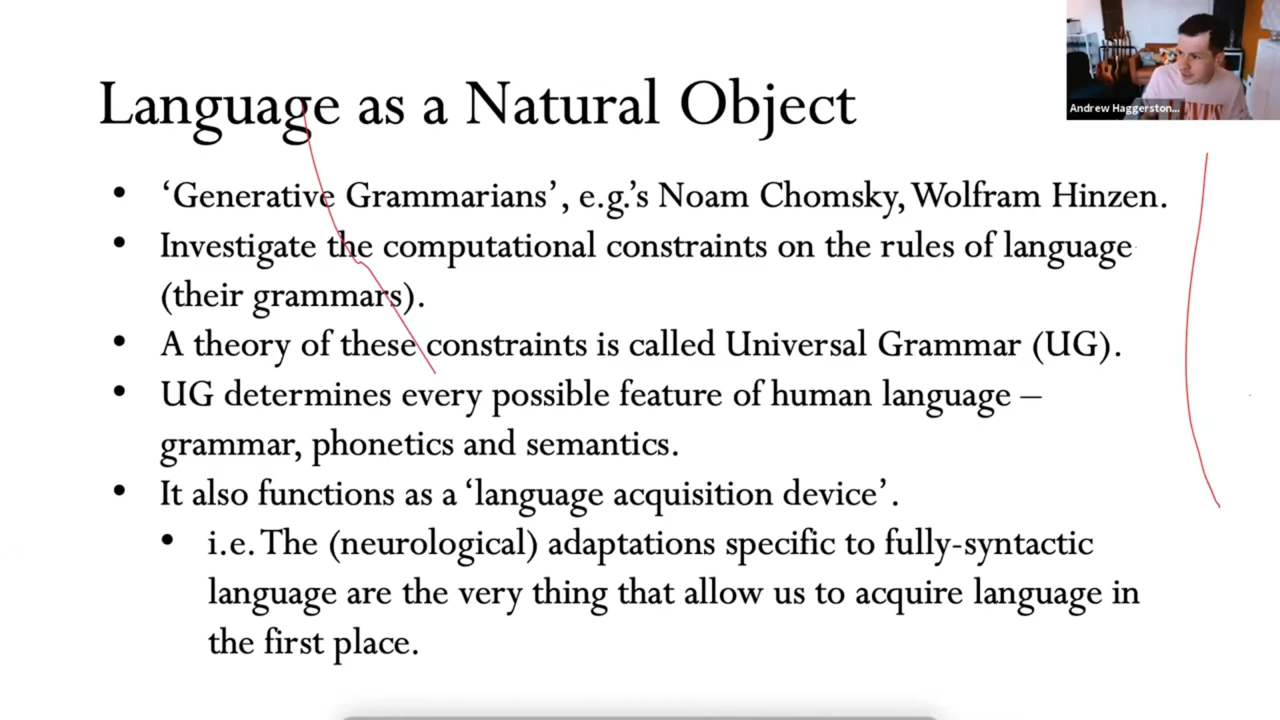 Andrew Haggerston...
Language as a Natural Object
• ‘Generative Grammarians’, e.g.’s Noam Chomsky, Wolfram Hinzen.
• Investigate the computational constraints on the rules of language
(their grammars).
• A theory of these constraints is called Universal Grammar (UG).
• UG determines every possible feature of human language –
grammar, phonetics and semantics.
• It also functions as a ‘language acquisition device’.
• i.e. The (neurological) adaptations specific to fully-syntactic
language are the very thing that allow us to acquire language in
the first place.